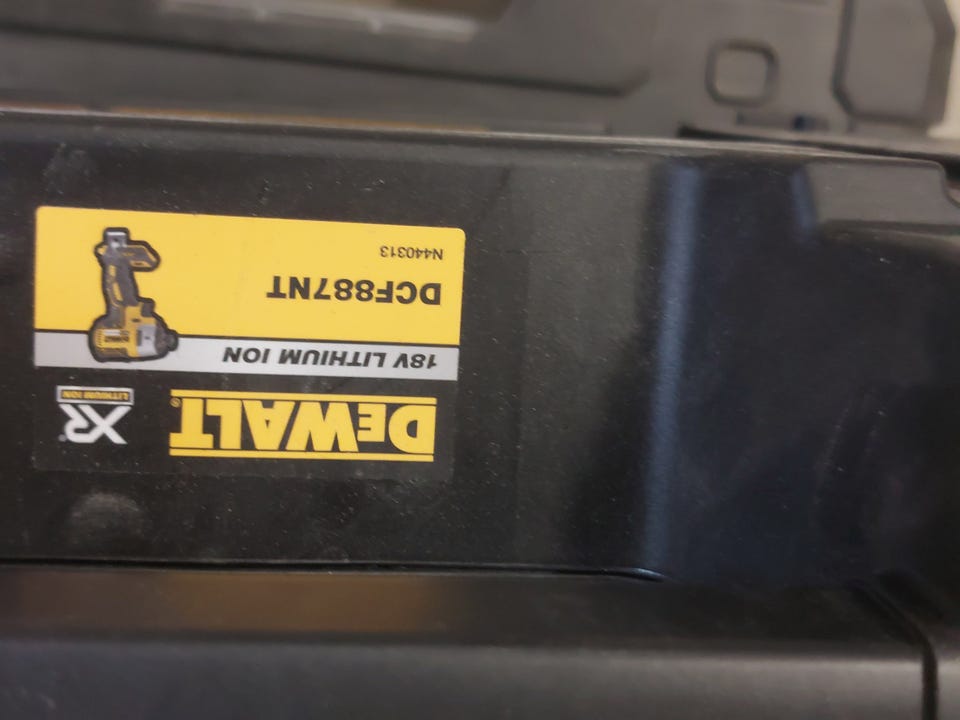 DEWALT®
XR®
LITHIUM ION
18V LITHIUM ION
DCF887NT
N440313